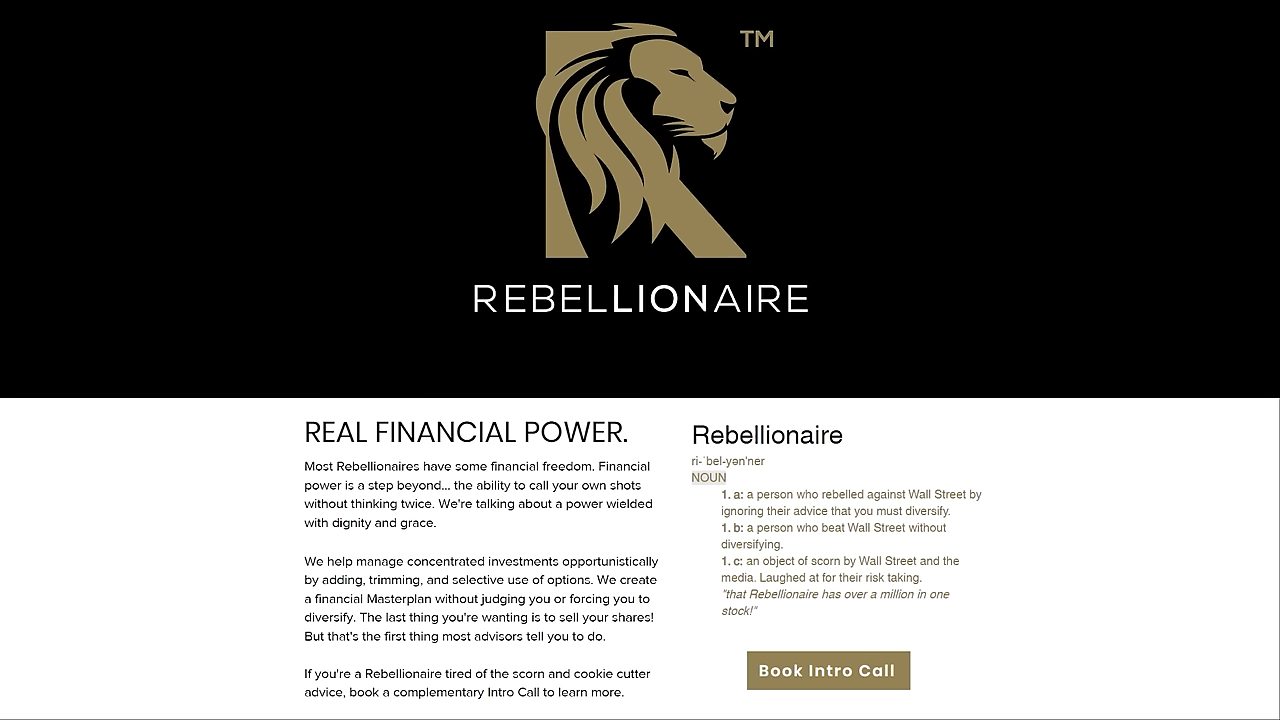 TM
REBELLIONAIRE
REAL FINANCIAL POWER.
Most Rebellionaires have some financial freedom. Financial
power is a step beyond... the ability to call your own shots
without thinking twice. We're talking about a power wielded
with dignity and grace.
We help manage concentrated investments opportunistically
by adding, trimming, and selective use of options. We create
a financial Masterplan without judging you or forcing you to
diversify. The last thing you're wanting is to sell your shares!
But that's the first thing most advisors tell you to do.
If you're a Rebellionaire tired of the scorn and cookie cutter
advice, book a complementary Intro Call to learn more.
Rebellionaire
ri-ˈbel-yən'ner
NOUN
1. a: a person who rebelled against Wall Street by
ignoring their advice that you must diversify.
1. b: a person who beat Wall Street without
diversifying.
1. c: an object of scorn by Wall Street and the
media. Laughed at for their risk taking.
"that Rebellionaire has over a million in one
stock!"
Book Intro Call